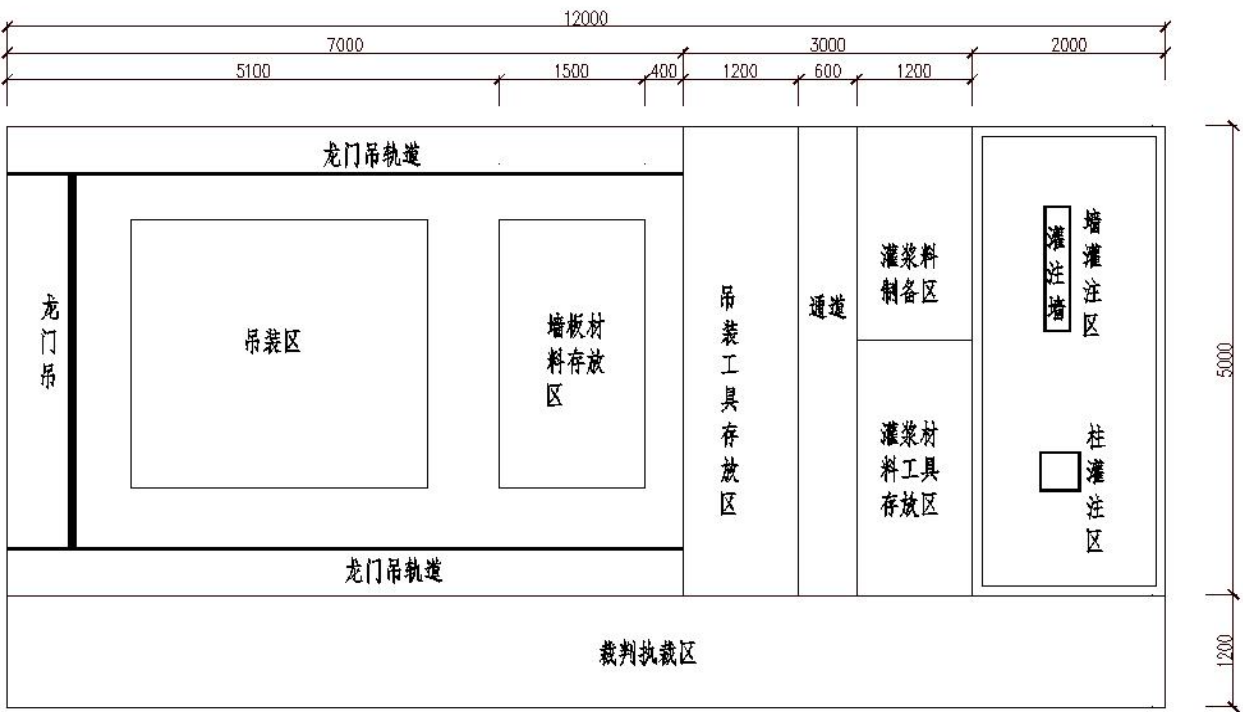 12000
7000
3000
2000
5100
1500
400
1200
600
1200
龙门吊轨道
龙门吊
吊装区
墙板材
料存放
区
吊装工具存放区
通道
灌浆料
制备区
灌浆材
料工具
存放区
灌注墙
墙灌注区
柱灌注区
5000
龙门吊轨道
裁判执裁区
1200